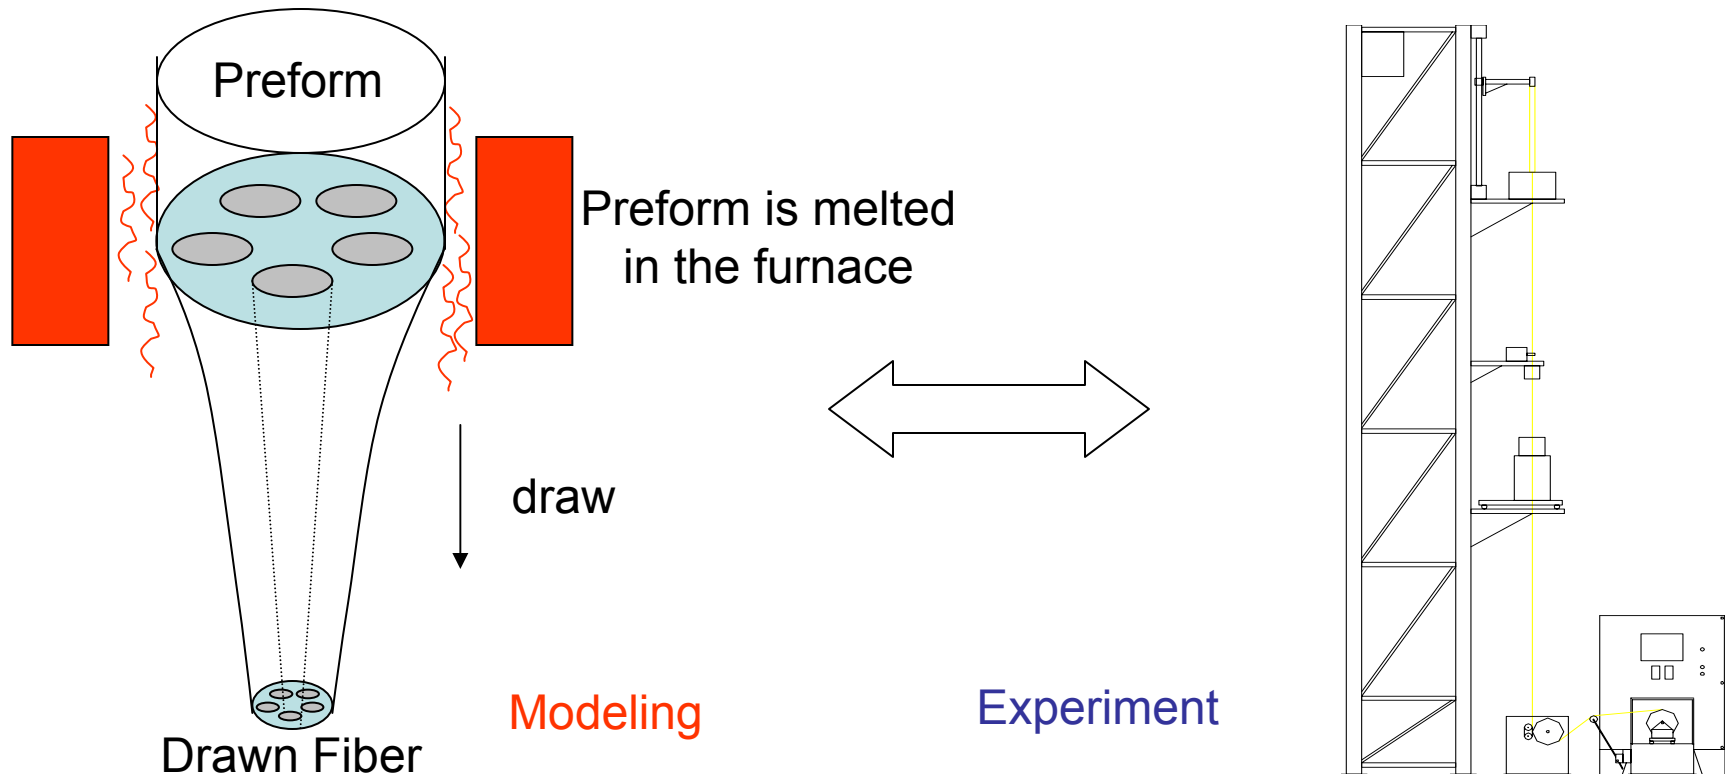 Preform
Preform is melted
in the furnace
draw
Modeling
Experiment
Drawn Fiber